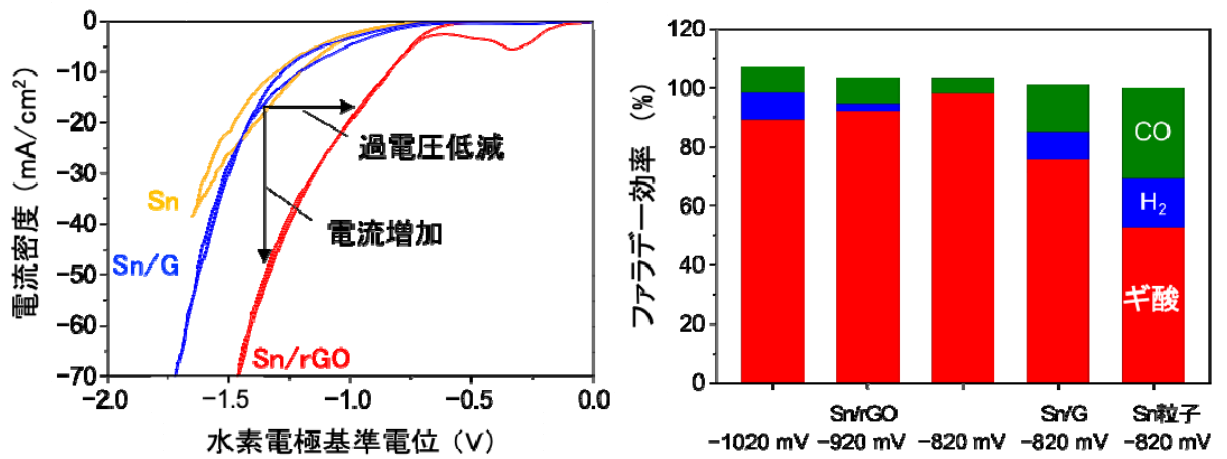 電流密度（mA/cm²）
0
−10
−20
−30
−40
−50
−60
−70
−2.0 −1.5 −1.0 −0.5 0.0
水素電極基準電位（V）
過電圧低減
電流増加
Sn
Sn/G
Sn/rGO
ファラデー効率（%）
120
100
80
60
40
20
0
CO
H₂
ギ酸
Sn/rGO Sn/G Sn粒子
−1020 mV −920 mV −820 mV −820 mV −820 mV